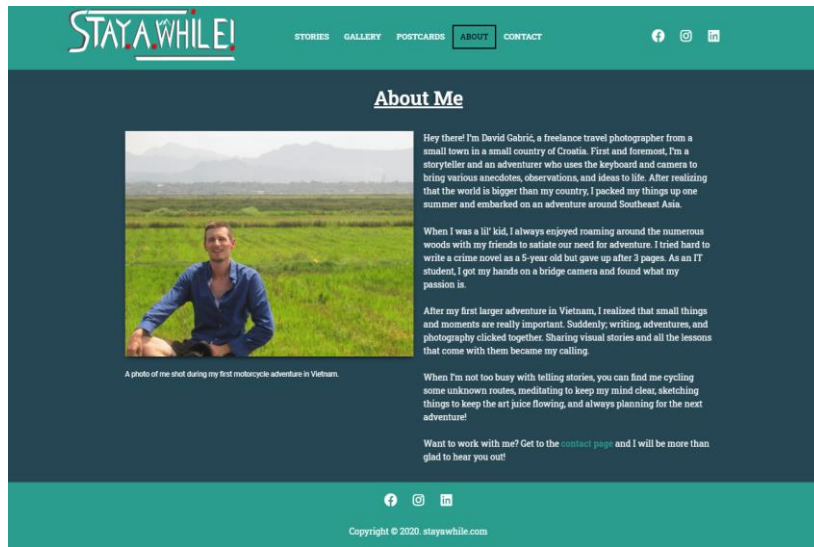 STAY.A.WHILE!
STORIES GALLERY POSTCARDS ABOUT CONTACT
About Me
Hey there! I'm David Gabrić, a freelance travel photographer from a
small town in a small country of Croatia. First and foremost, I'm a
storyteller and an adventurer who uses the keyboard and camera to
bring various anecdotes, observations, and ideas to life. After realizing
that the world is bigger than my country, I packed my things up one
summer and embarked on an adventure around Southeast Asia.
When I was a lil' kid, I always enjoyed roaming around the numerous
woods with my friends to satiate our need for adventure. I tried hard to
write a crime novel as a 5-year old but gave up after 3 pages. As an IT
student, I got my hands on a bridge camera and found what my
passion is.
After my first larger adventure in Vietnam, I realized that small things
and moments are really important. Suddenly, writing, adventures, and
photography clicked together. Sharing visual stories and all the lessons
that come with them became my calling.
When I'm not too busy with telling stories, you can find me cycling
some unknown routes, meditating to keep my mind clear, sketching
things to keep the art juice flowing, and always planning for the next
adventure!
Want to work with me? Get to the contact page and I will be more than
glad to hear you out!
A photo of me shot during my first motorcycle adventure in Vietnam.
Copyright © 2020. stayawhile.com